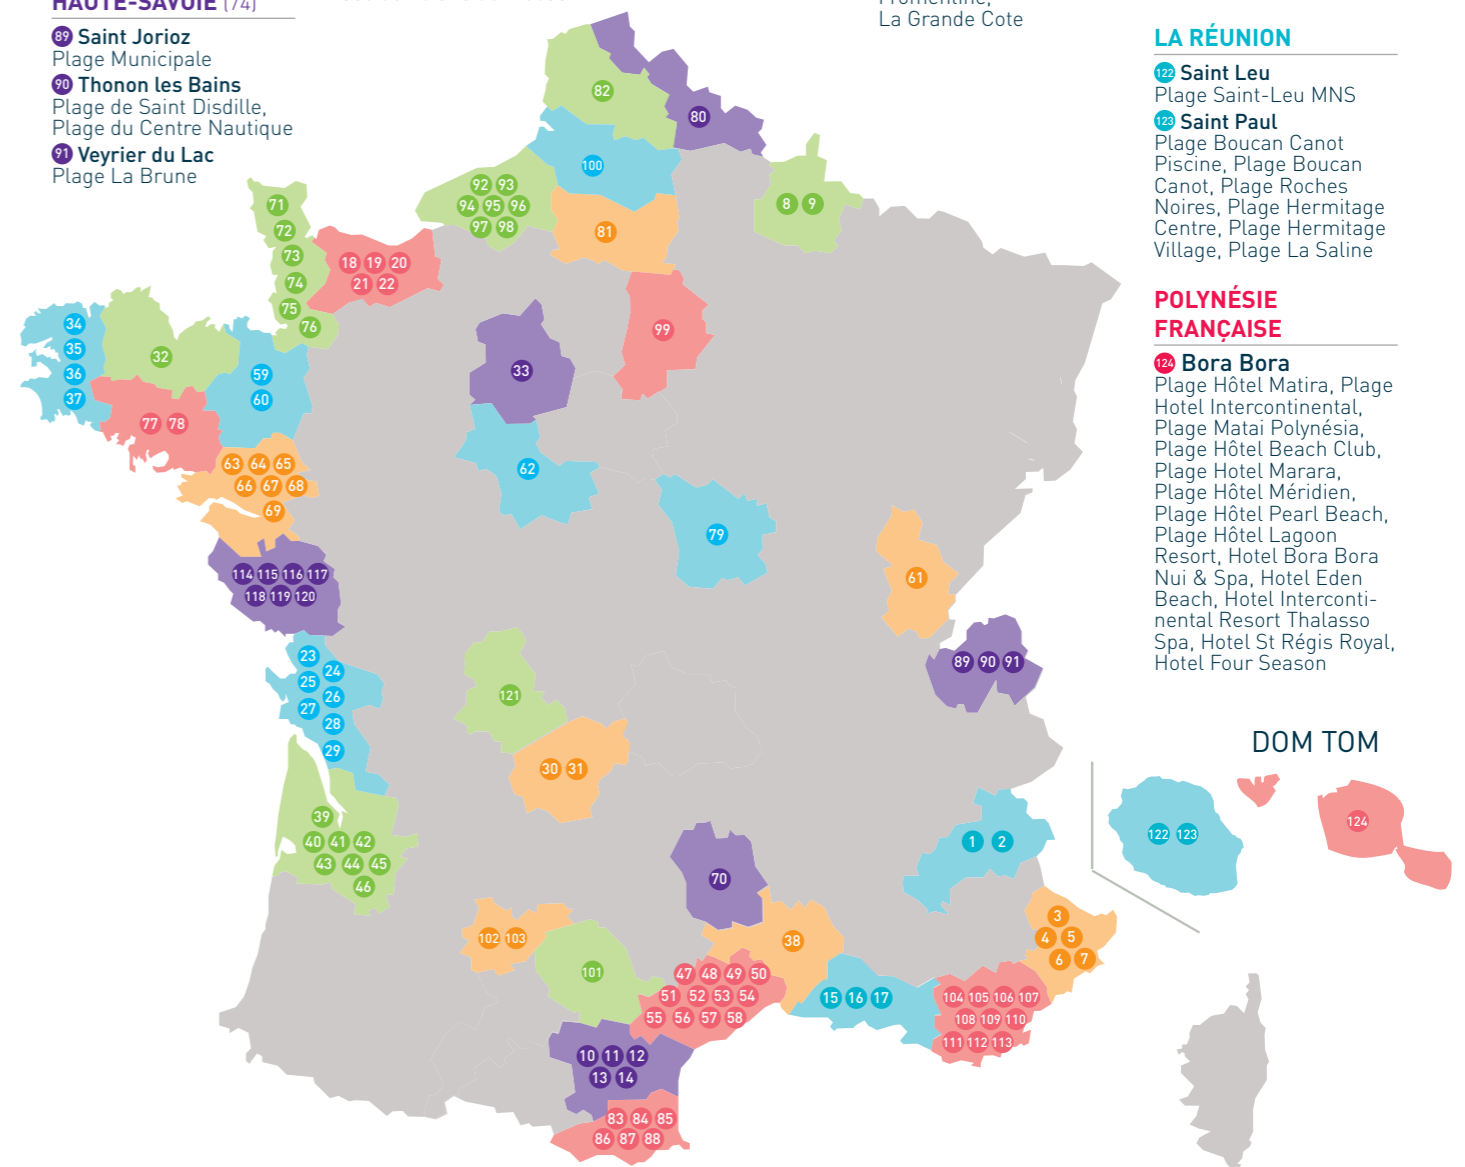 HAUTE-SAVOIE (74)
89 Saint Jorioz
Plage Municipale
90 Thonon les Bains
Plage de Saint Disdille,
Plage du Centre Nautique
91 Veyrier du Lac
Plage La Brune
La Grande Cote
LA RÉUNION
122 Saint Leu
Plage Saint-Leu MNS
123 Saint Paul
Plage Boucan Canot
Piscine, Plage Boucan
Canot, Plage Roches
Noires, Plage Hermitage
Centre, Plage Hermitage
Village, Plage La Saline
POLYNÉSIE
FRANÇAISE
124 Bora Bora
Plage Hôtel Matira, Plage
Hotel Intercontinental,
Plage Matai Polynésia,
Plage Hôtel Beach Club,
Plage Hotel Marara,
Plage Hôtel Méridien,
Plage Hôtel Pearl Beach,
Plage Hôtel Lagoon
Resort, Hotel Bora Bora
Nui & Spa, Hotel Eden
Beach, Hotel Interconti-
nental Resort Thalasso
Spa, Hotel St Régis Royal,
Hotel Four Season
DOM TOM
122 123
124
82
80
100
92 93
94 95 96
97 98
81
8 9
71
72
73
74
75
76
18 19 20
21 22
99
34
35
36
37
32
33
59
60
77 78
62
63 64 65
66 67 68
69
79
61
114 115 116 117
118 119 120
89 90 91
23
24
25
26
27
28
29
121
30 31
39
40 41 42
43 44 45
46
1 2
70
3
4 5
6 7
102 103
38
101
47 48 49 50
51 52 53 54
55 56 57 58
15 16 17
104 105 106 107
108 109 110
111 112 113
10 11 12
13 14
83 84 85
86 87 88